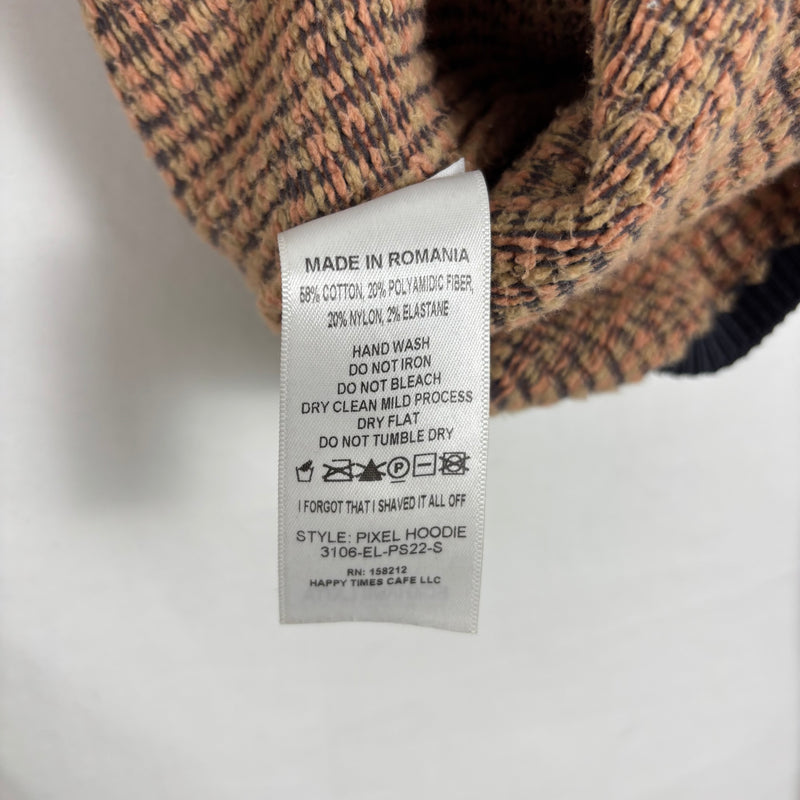 MADE IN ROMANIA
58% COTTON, 20% POLYAMIDIC FIBER,
20% NYLON, 2% ELASTANE
HAND WASH
DO NOT IRON
DO NOT BLEACH
DRY CLEAN MILD PROCESS
DRY FLAT
DO NOT TUMBLE DRY
P
I FORGOT THAT I SHAVED IT ALL OFF
STYLE: PIXEL HOODIE
3106-EL-PS22-S
RN: 158212
HAPPY TIMES CAFE LLC